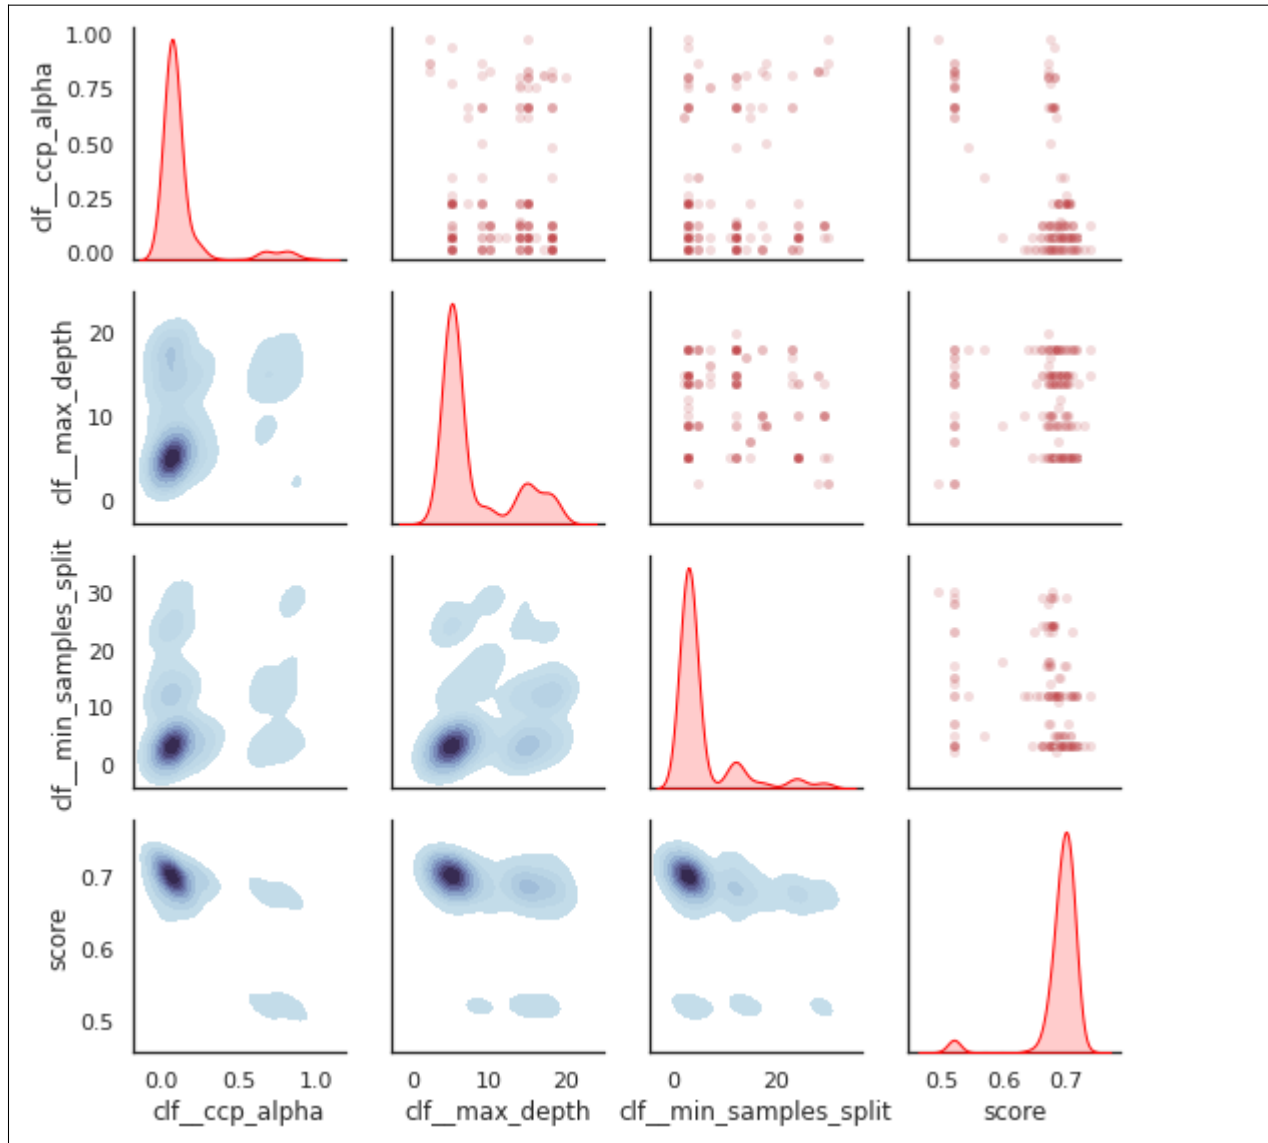 clf__ccp_alpha
1.00
0.75
0.50
0.25
0.00
clf__max_depth
20
10
0
clf__min_samples_split
30
20
10
0
score
0.7
0.6
0.5
0.0 0.5 1.0
0 10 20
0 20
0.5 0.6 0.7
clf__ccp_alpha
clf__max_depth
clf__min_samples_split
score